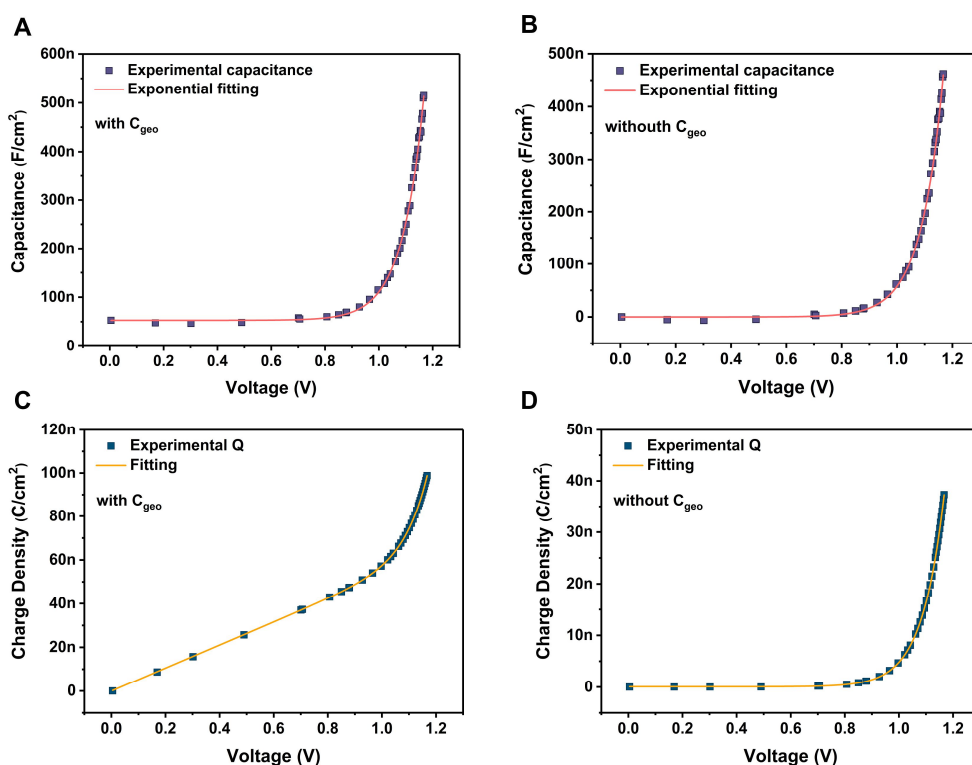 A
600n
500n
400n
300n
200n
100n
0
Capacitance (F/cm²)
Experimental capacitance
Exponential fitting
with C_geo
0.0 0.2 0.4 0.6 0.8 1.0 1.2
Voltage (V)
B
500n
400n
300n
200n
100n
0
Capacitance (F/cm²)
Experimental capacitance
Exponential fitting
withouth C_geo
0.0 0.2 0.4 0.6 0.8 1.0 1.2
Voltage (V)
C
120n
100n
80n
60n
40n
20n
0
Charge Density (C/cm²)
Experimental Q
Fitting
with C_geo
0.0 0.2 0.4 0.6 0.8 1.0 1.2
Voltage (V)
D
50n
40n
30n
20n
10n
0
Charge Density (C/cm²)
Experimental Q
Fitting
without C_geo
0.0 0.2 0.4 0.6 0.8 1.0 1.2
Voltage (V)